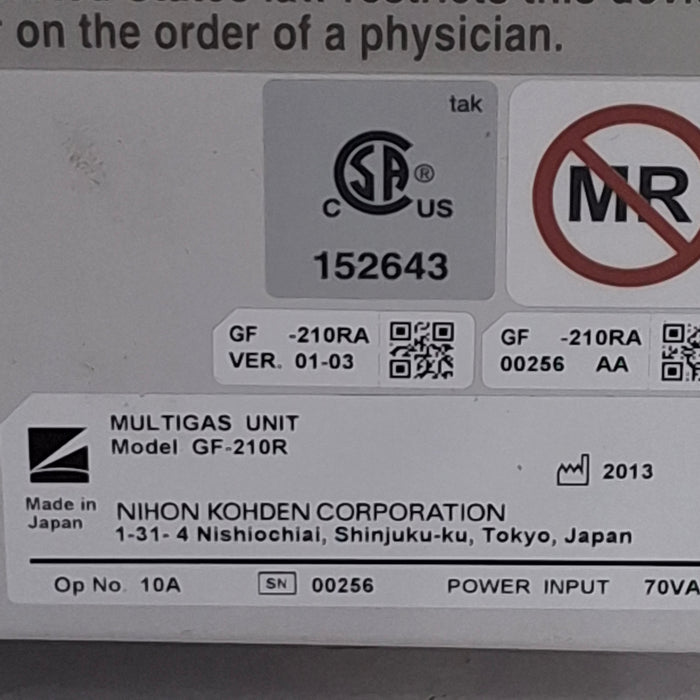 on the order of a physician.
tak
CSA®
C US
152643
MR
GF -210RA
VER. 01-03
GF -210RA
00256 AA
MULTIGAS UNIT
Model GF-210R
2013
Made in
Japan
NIHON KOHDEN CORPORATION
1-31- 4 Nishiochiai, Shinjuku-ku, Tokyo, Japan
Op No. 10A SN 00256 POWER INPUT 70VA